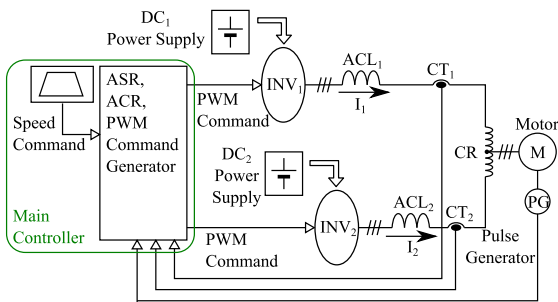 DC₁
Power Supply
ASR,
ACR,
PWM
Command
Generator
Speed
Command
Main
Controller
PWM
Command
INV₁
ACL₁
I₁
CT₁
DC₂
Power
Supply
PWM
Command
INV₂
ACL₂
I₂
CT₂
CR
Motor
M
PG
Pulse
Generator